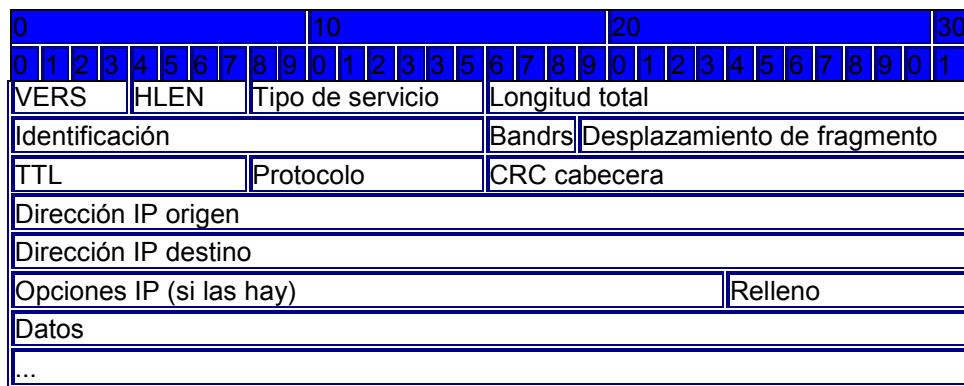 0 10 20 30
0 1 2 3 4 5 6 7 8 9 0 1 2 3 3 5 6 7 8 9 0 1 2 3 4 5 6 7 8 9 0 1
VERS HLEN Tipo de servicio Longitud total
Identificación Bandrs Desplazamiento de fragmento
TTL Protocolo CRC cabecera
Dirección IP origen
Dirección IP destino
Opciones IP (si las hay) Relleno
Datos
...